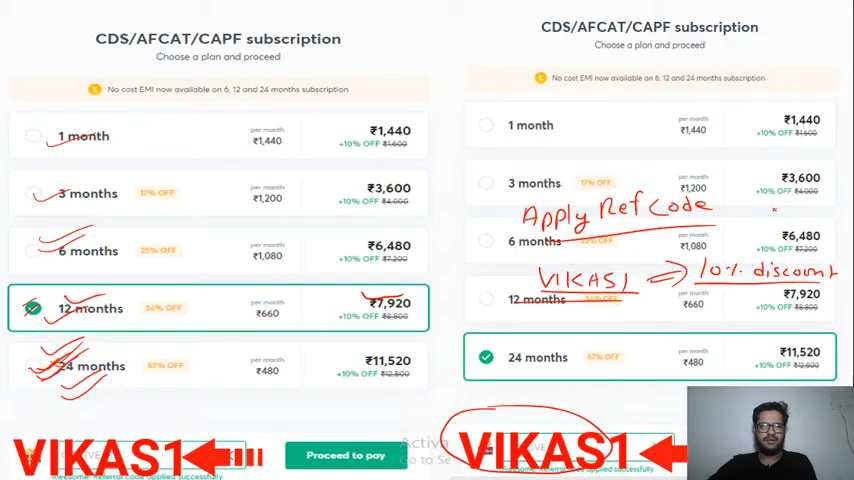 CDS/AFCAT/CAPF subscription
Choose a plan and proceed
No cost EMI now available on 6, 12 and 24 months subscription
1 month
per month
₹1,440
₹1,440
+10% OFF ₹1,600
3 months
17% OFF
per month
₹1,200
₹3,600
+10% OFF ₹4,000
6 months
25% OFF
per month
₹1,080
₹6,480
+10% OFF ₹7,200
12 months
54% OFF
per month
₹660
₹7,920
+10% OFF ₹8,800
24 months
67% OFF
per month
₹480
₹11,520
+10% OFF ₹12,800
VIKAS1
Proceed to pay
Awesome! Referral code applied successfully
CDS/AFCAT/CAPF subscription
Choose a plan and proceed
No cost EMI now available on 6, 12 and 24 months subscription
1 month
per month
₹1,440
₹1,440
+10% OFF ₹1,600
3 months
17% OFF
per month
₹1,200
₹3,600
+10% OFF ₹4,000
Apply Ref Code
6 months
25% OFF
per month
₹1,080
₹6,480
+10% OFF ₹7,200
VIKAS1 => 10% discount
12 months
54% OFF
per month
₹660
₹7,920
+10% OFF ₹8,800
24 months
67% OFF
per month
₹480
₹11,520
+10% OFF ₹12,800
VIKAS1
Awesome! Referral code applied successfully